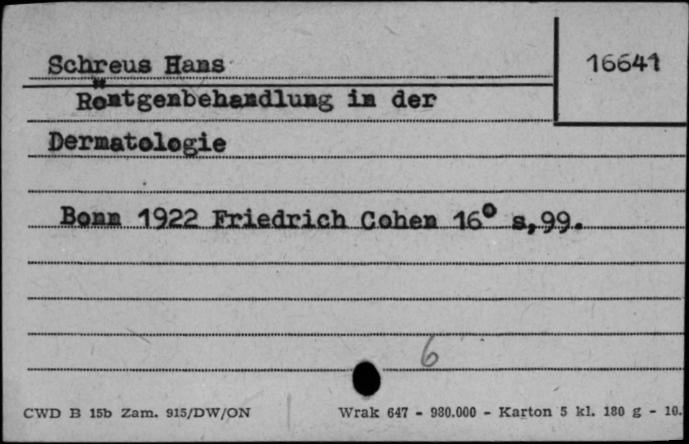 Schreus Hans
16641
Röntgenbehandlung in der
Dermatologie
Bonn 1922 Friedrich Cohen 16° s,99.
6
CWD B 15b Zam. 915/DW/ON Wrak 647 - 980.000 - Karton 5 kl. 180 g - 10.